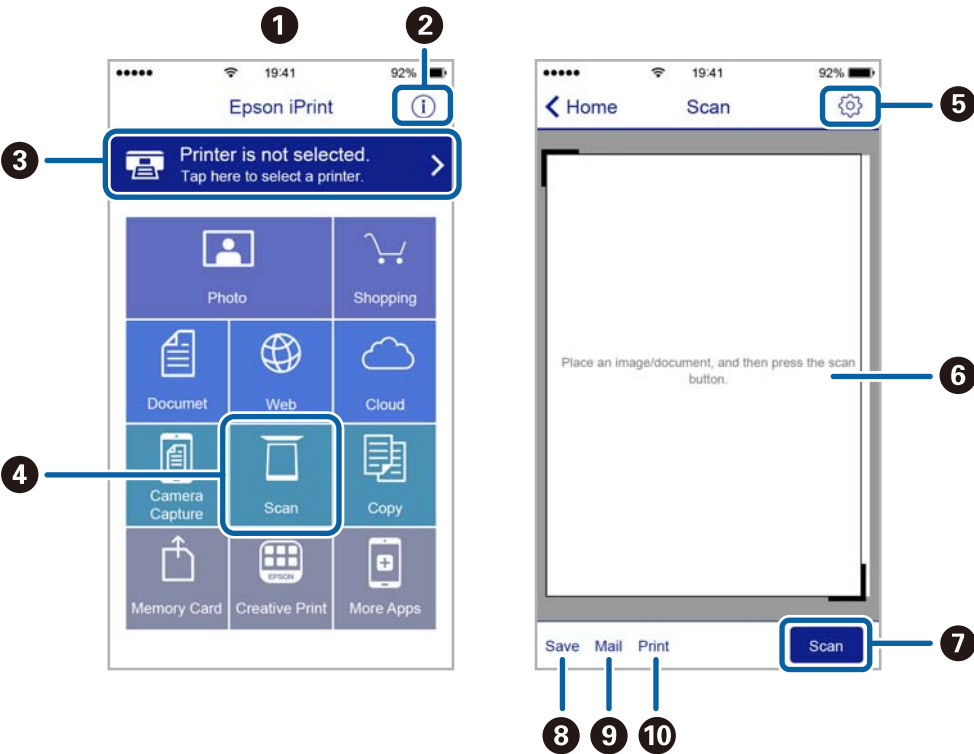 1
2
19:41
92%
Epson iPrint
i
3
Printer is not selected.
Tap here to select a printer.
Photo
Shopping
Documet
Web
Cloud
4
Camera
Capture
Scan
Copy
EPSON
Memory Card
Creative Print
More Apps
19:41
92%
Home
Scan
5
Place an image/document, and then press the scan
button.
6
Save
Mail
Print
Scan
7
8
9
10